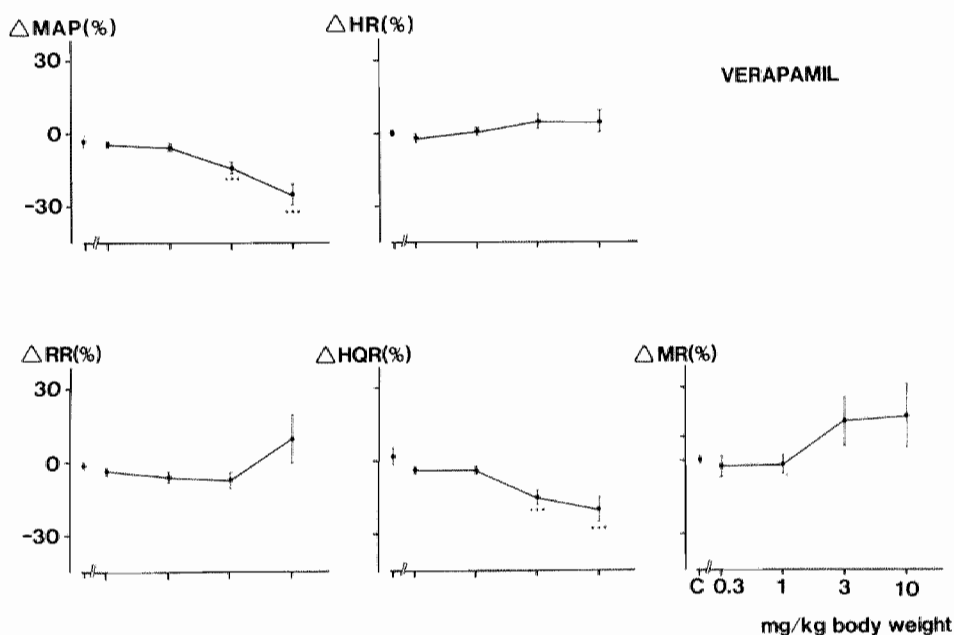 △MAP(%)
△HR(%)
VERAPAMIL
30
0
-30
△RR(%)
△HQR(%)
△MR(%)
30
0
-30
C 0.3 1 3 10
mg/kg body weight